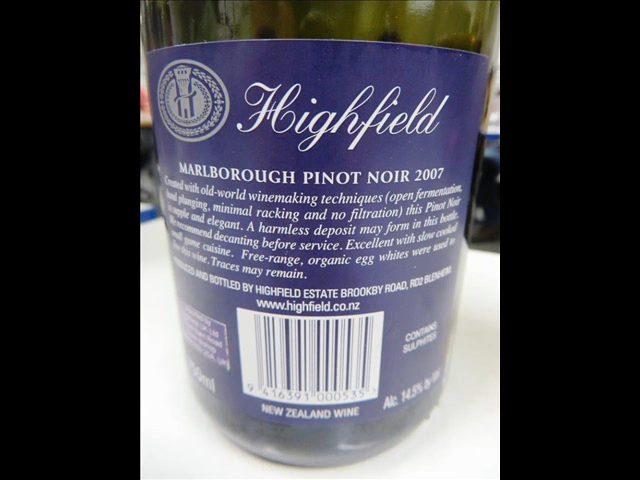 Highfield
MARLBOROUGH PINOT NOIR 2007
Created with old-world winemaking techniques (open fermentation,
hand plunging, minimal racking and no filtration) this Pinot Noir
is supple and elegant. A harmless deposit may form in this bottle.
We recommend decanting before service. Excellent with slow cooked
game cuisine. Free-range, organic egg whites were used to
this wine. Traces may remain.
PRODUCED AND BOTTLED BY HIGHFIELD ESTATE BROOKBY ROAD, RD2 BLENHEIM
www.highfield.co.nz
CONTAINS
SULPHITES
9 416391 000535
Alc. 14.5% by Vol
NEW ZEALAND WINE